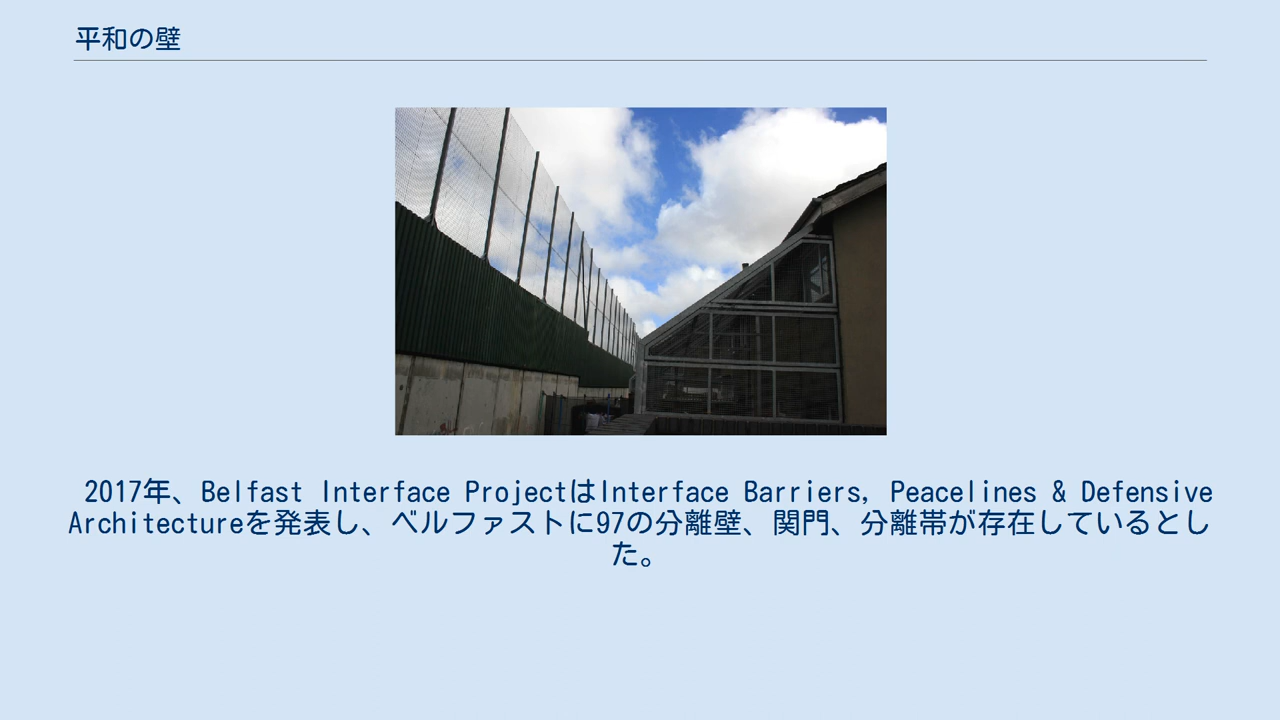 平和の壁
2017年、Belfast Interface ProjectはInterface Barriers, Peacelines & Defensive
Architectureを発表し、ベルファストに97の分離壁、関門、分離帯が存在しているとし
た。